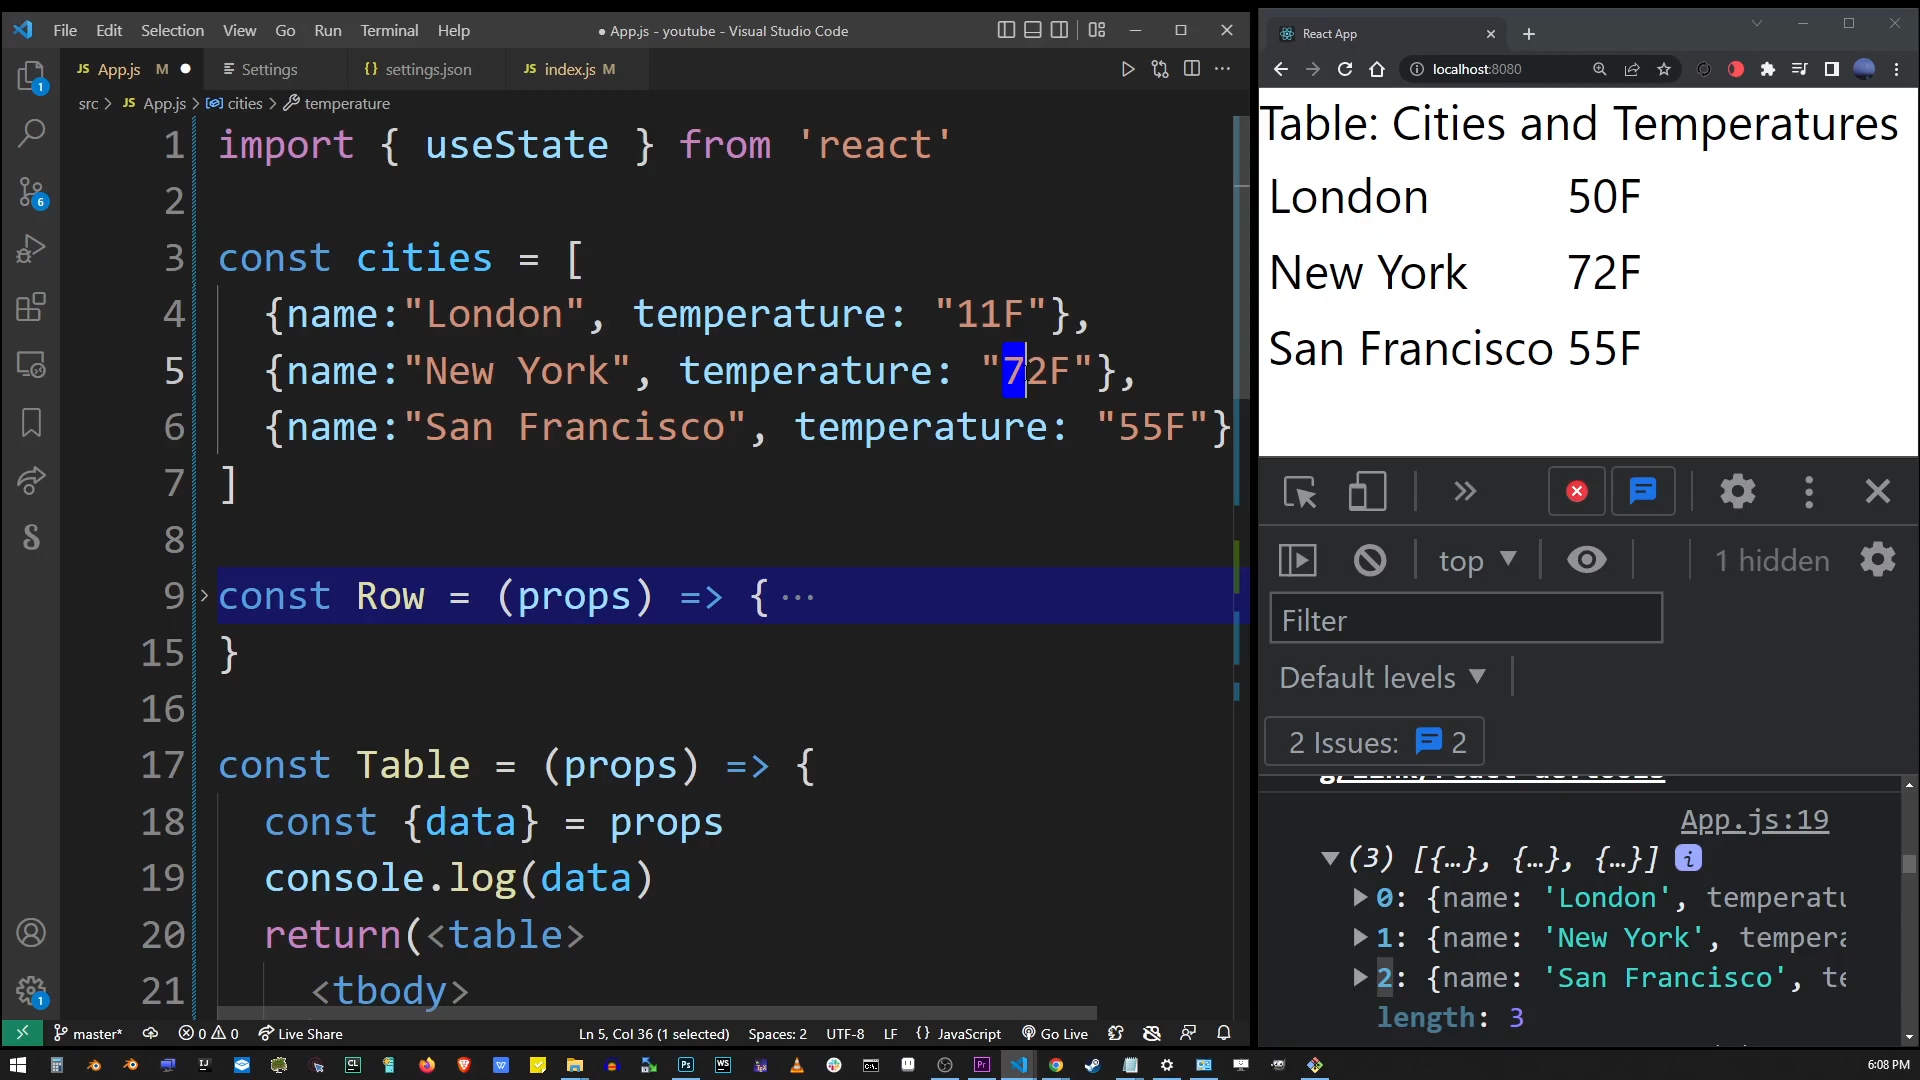 File Edit Selection View Go Run Terminal Help
● App.js - youtube - Visual Studio Code
JS App.js M ●
Settings
{} settings.json
JS index.js M
src > JS App.js > cities > temperature
1 import { useState } from 'react'
2
3 const cities = [
4 {name:"London", temperature: "11F"},
5 {name:"New York", temperature: "72F"},
6 {name:"San Francisco", temperature: "55F"}
7 ]
8
9 const Row = (props) => { ···
15 }
16
17 const Table = (props) => {
18 const {data} = props
19 console.log(data)
20 return(<table>
21 <tbody>
1
6
1
master* 0 0 Live Share
Ln 5, Col 36 (1 selected) Spaces: 2 UTF-8 LF {} JavaScript Go Live
React App
localhost:8080
Table: Cities and Temperatures
London 50F
New York 72F
San Francisco 55F
top ▼ 1 hidden
Filter
Default levels ▼
2 Issues: 2
App.js:19
▼ (3) [{…}, {…}, {…}] i
▶ 0: {name: 'London', temperatu
▶ 1: {name: 'New York', tempera
▶ 2: {name: 'San Francisco', te
length: 3
6:08 PM